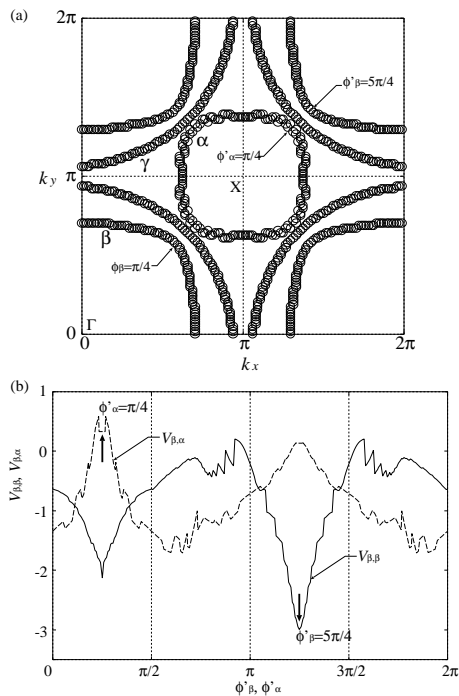 (a)
2π
ϕ'β=5π/4
α
ϕ'α=π/4
γ
ky
π
X
β
ϕβ=π/4
Γ
0
0
π
2π
kx
(b)
1
ϕ'α=π/4
Vβ,α
0
Vβ,β, Vβ,α
-1
-2
Vβ,β
-3
ϕ'β=5π/4
0
π/2
π
3π/2
2π
ϕ'β, ϕ'α